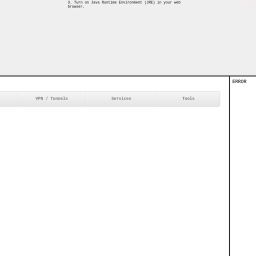 3. Turn on Java Runtime Environment (JRE) in your web
browser.
ERROR
VPN / Tunnels Services Tools